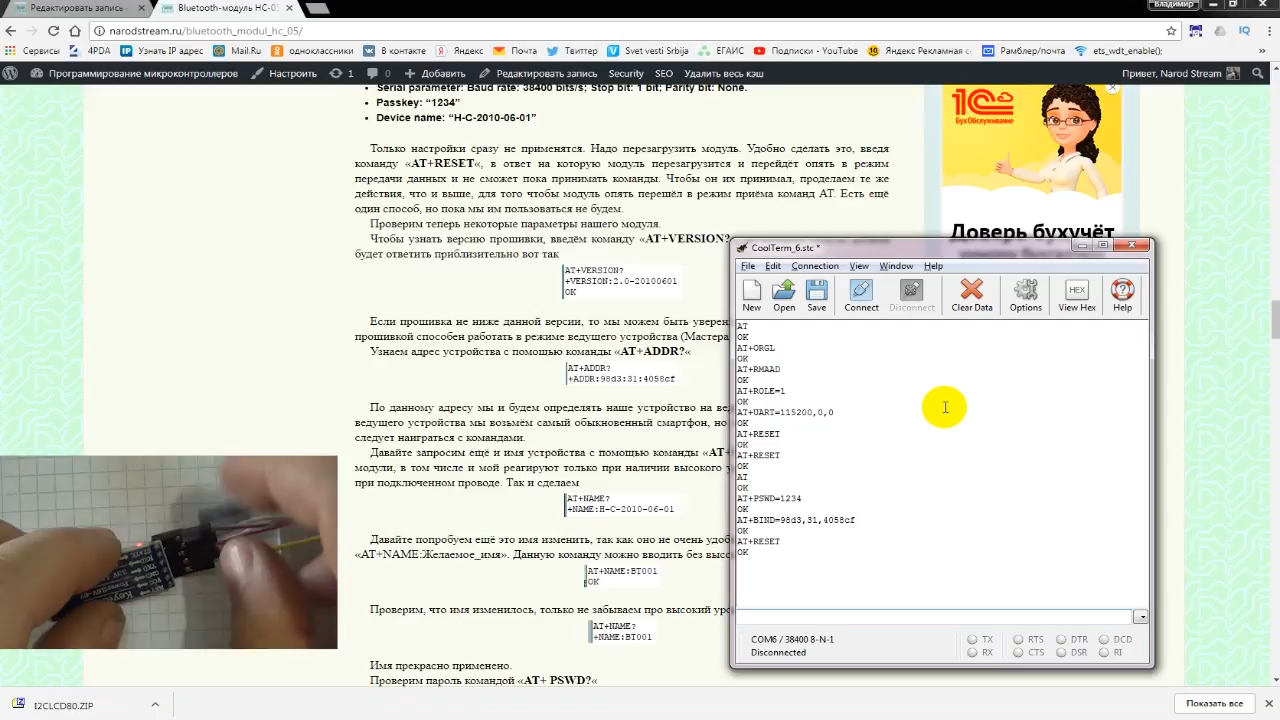 Редактировать запись
Bluetooth-модуль HC-05
Владимир
narodstream.ru/bluetooth_modul_hc_05/
Сервисы
4PDA
Узнать IP адрес
Mail.Ru
одноклассники
В контакте
Яндекс
Почта
Твиттер
Svet vesti Srbija
ЕГАИС
Подписки - YouTube
Яндекс Рекламная с
Рамблер/почта
ets_wdt_enable();
Программирование микроконтроллеров
Настроить
1
0
Добавить
Редактировать запись
Security
SEO
Удалить весь кэш
Привет, Narod Stream
Serial parameter: Baud rate: 38400 bits/s; Stop bit: 1 bit; Parity bit: None.
Passkey: “1234”
Device name: “H-C-2010-06-01”
Только настройки сразу не применятся. Надо перезагрузить модуль. Удобно сделать это, введя
команду «AT+RESET«, в ответ на которую модуль перезагрузится и перейдёт опять в режим
передачи данных и не сможет пока принимать команды. Чтобы он их принимал, проделаем те же
действия, что и выше, для того чтобы модуль опять перешёл в режим приёма команд AT. Есть ещё
один способ, но пока мы им пользоваться не будем.
Проверим теперь некоторые параметры нашего модуля.
Чтобы узнать версию прошивки, введём команду «AT+VERSION?
будет ответить приблизительно вот так
AT+VERSION?
+VERSION:2.0-20100601
OK
Если прошивка не ниже данной версии, то мы можем быть уверен
прошивкой способен работать в режиме ведущего устройства (Мастера
Узнаем адрес устройства с помощью команды «AT+ADDR?«
AT+ADDR?
+ADDR:98d3:31:4058cf
По данному адресу мы и будем определять наше устройство на ве
ведущего устройства мы возьмём самый обыкновенный смартфон, но
следует наиграться с командами.
Давайте запросим ещё и имя устройства с помощью команды «AT+
модули, в том числе и мой реагируют только при наличии высокого у
при подключенном проводе. Так и сделаем
AT+NAME?
+NAME:H-C-2010-06-01
Давайте попробуем ещё имя изменить, так как оно не очень удоб
«AT+NAME:Желаемое_имя». Данную команду можно вводить без высо
AT+NAME:BT001
OK
Проверим, что имя изменилось, только не забываем про высокий уро
AT+NAME?
+NAME:BT001
Имя прекрасно применено.
Проверим пароль командой «AT+ PSWD?“
1С
БухОбслуживание
Доверь бухучёт
CoolTerm_6.stc *
File Edit Connection View Window Help
New Open Save Connect Disconnect Clear Data Options HEX View Hex Help
AT
OK
AT+ORGL
OK
AT+RMAAD
OK
AT+ROLE=1
OK
AT+UART=115200,0,0
OK
AT+RESET
OK
AT+RESET
OK
AT
OK
AT+PSWD=1234
OK
AT+BIND=98d3,31,4058cf
OK
AT+RESET
OK
COM6 / 38400 8-N-1
Disconnected
TX RTS DTR DCD
RX CTS DSR RI
I2CLCD80.ZIP
Показать все